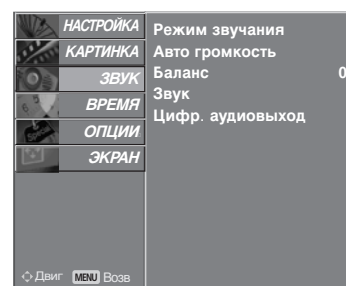 НАСТРОЙКА
КАРТИНКА
ЗВУК
ВРЕМЯ
ОПЦИИ
ЭКРАН
Режим звучания
Авто громкость
Баланс 0
Звук
Цифр. аудиовыход
Двиг MENU Возв